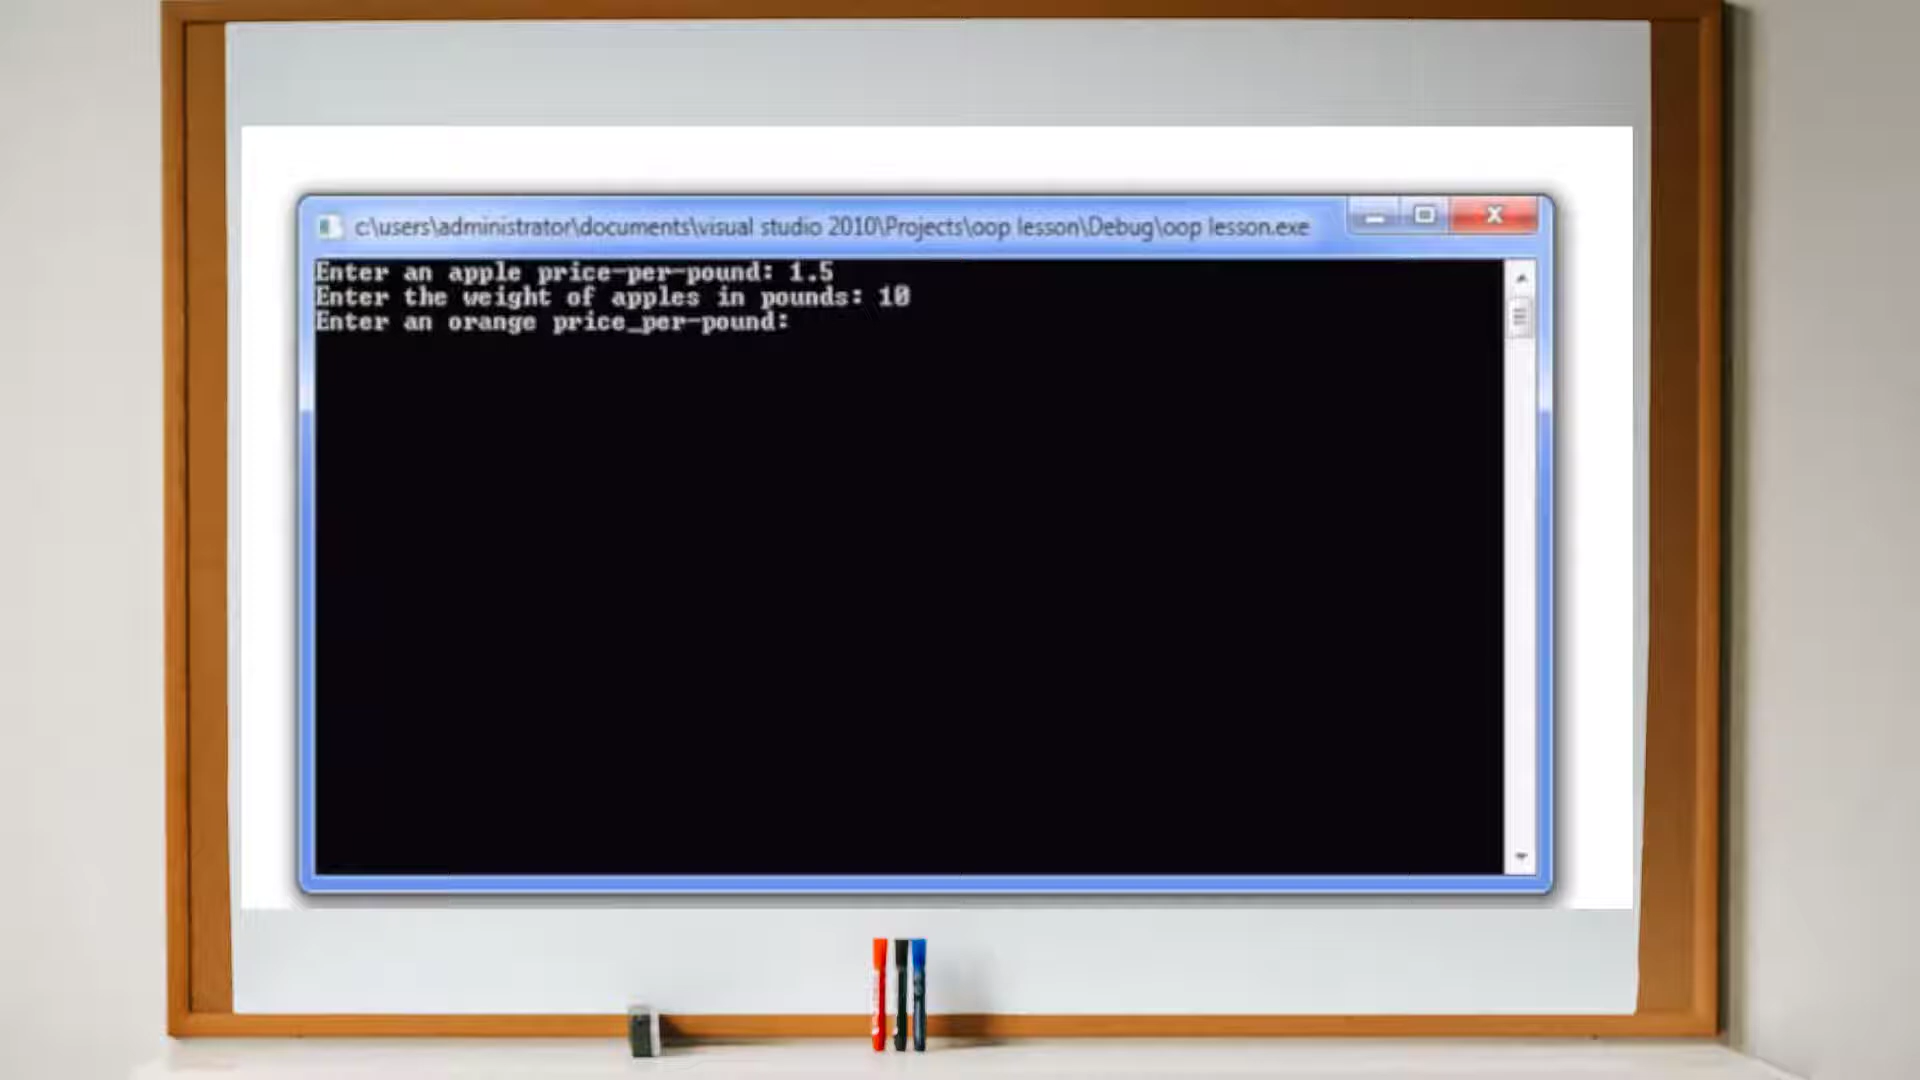 c:\users\administrator\documents\visual studio 2010\Projects\oop lesson\Debug\oop lesson.exe
Enter an apple price-per-pound: 1.5
Enter the weight of apples in pounds: 10
Enter an orange price_per-pound: